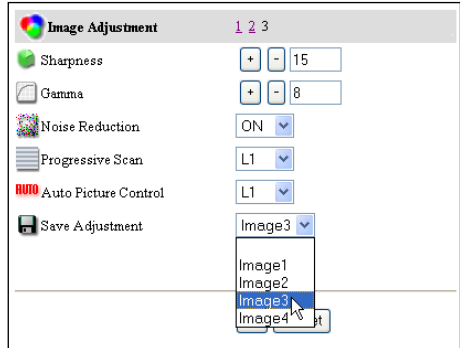 Image Adjustment 1 2 3
Sharpness + - 15
Gamma + - 8
Noise Reduction ON
Progressive Scan L1
AUTO Auto Picture Control L1
Save Adjustment Image3
Image1
Image2
Image3
Image4